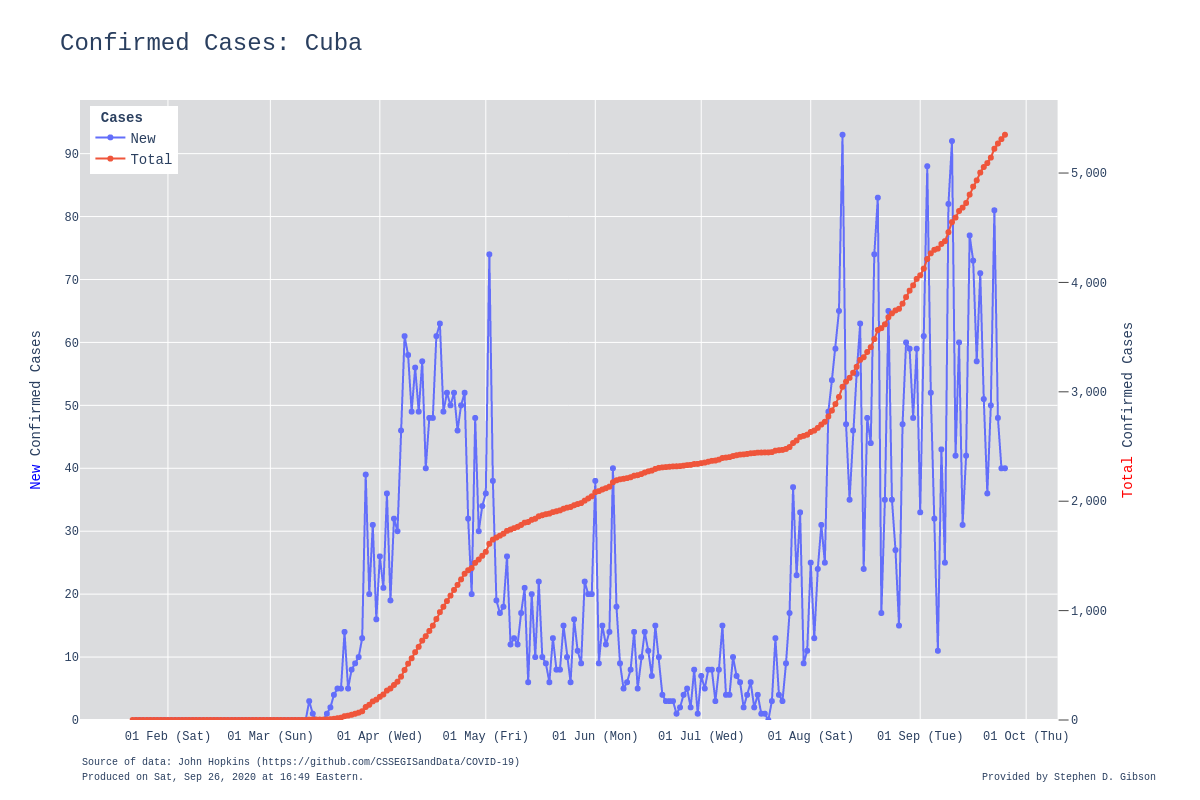 Confirmed Cases: Cuba
Cases
New
Total
90
80
70
60
50
40
30
20
10
0
New Confirmed Cases
5,000
4,000
3,000
2,000
1,000
0
Total Confirmed Cases
01 Feb (Sat) 01 Mar (Sun) 01 Apr (Wed) 01 May (Fri) 01 Jun (Mon) 01 Jul (Wed) 01 Aug (Sat) 01 Sep (Tue) 01 Oct (Thu)
Source of data: John Hopkins (https://github.com/CSSEGISandData/COVID-19)
Produced on Sat, Sep 26, 2020 at 16:49 Eastern.
Provided by Stephen D. Gibson